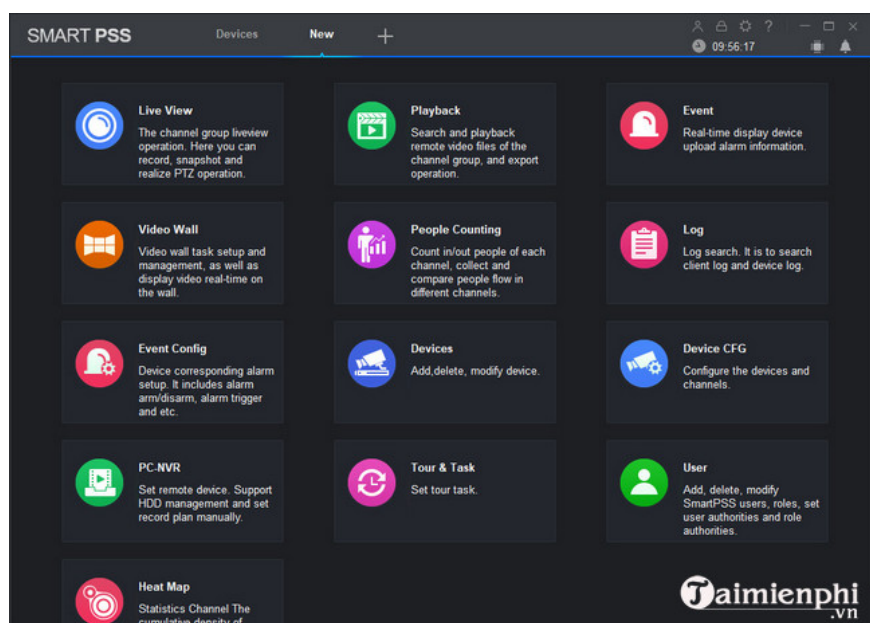 SMART PSS
Devices
New
?
09:56:17
Live View
The channel group liveview
operation. Here you can
record, snapshot and
realize PTZ operation.
Playback
Search and playback
remote video files of the
channel group, and export
operation.
Event
Real-time display device
upload alarm information.
Video Wall
Video wall task setup and
management, as well as
display video real-time on
the wall.
People Counting
Count in/out people of each
channel, collect and
compare people flow in
different channels.
Log
Log search. It is to search
client log and device log.
Event Config
Device corresponding alarm
setup. It includes alarm
arm/disarm, alarm trigger
and etc.
Devices
Add,delete, modify device.
Device CFG
Configure the devices and
channels.
PC-NVR
Set remote device. Support
HDD management and set
record plan manually.
Tour & Task
Set tour task.
User
Add, delete, modify
SmartPSS users, roles, set
user authorities and role
authorities.
Heat Map
Statistics Channel The
cumulative density of
Taimienphi
.vn